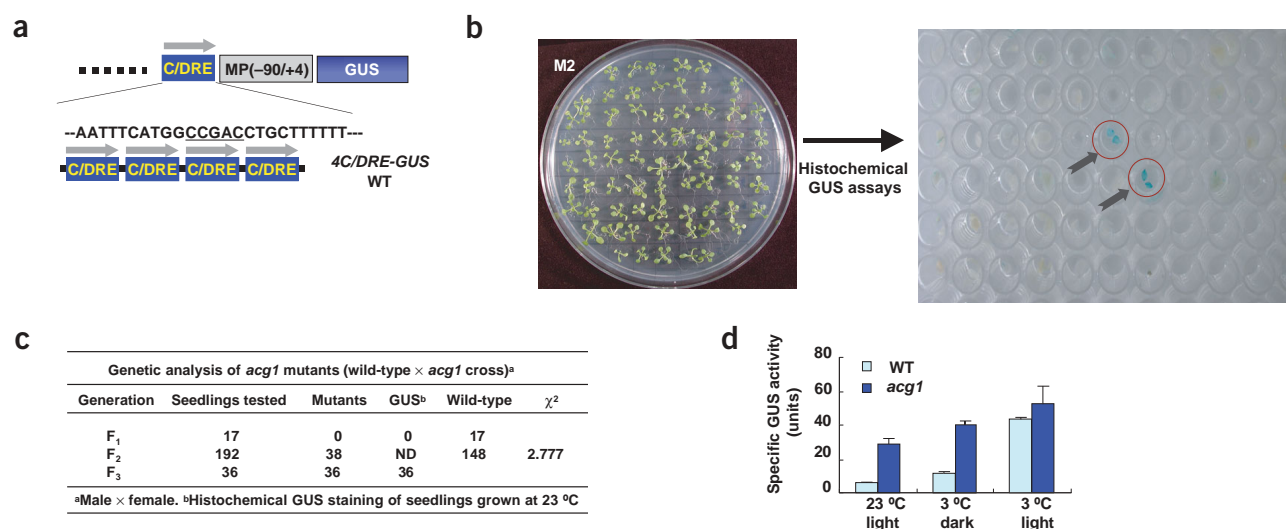 a
C/DRE MP(–90/+4) GUS
--AATTTCATGGCCGACCTGCTTTTTT---
C/DRE C/DRE C/DRE C/DRE
4C/DRE-GUS
WT
b
M2
Histochemical
GUS assays
c
Genetic analysis of acg1 mutants (wild-type × acg1 cross)ᵃ
Generation Seedlings tested Mutants GUSᵇ Wild-type χ²
F₁ 17 0 0 17
F₂ 192 38 ND 148 2.777
F₃ 36 36 36
ᵃMale × female. ᵇHistochemical GUS staining of seedlings grown at 23 ºC
d
Specific GUS activity
(units)
80
60
40
20
0
WT
acg1
23 ºC
light
3 ºC
dark
3 ºC
light